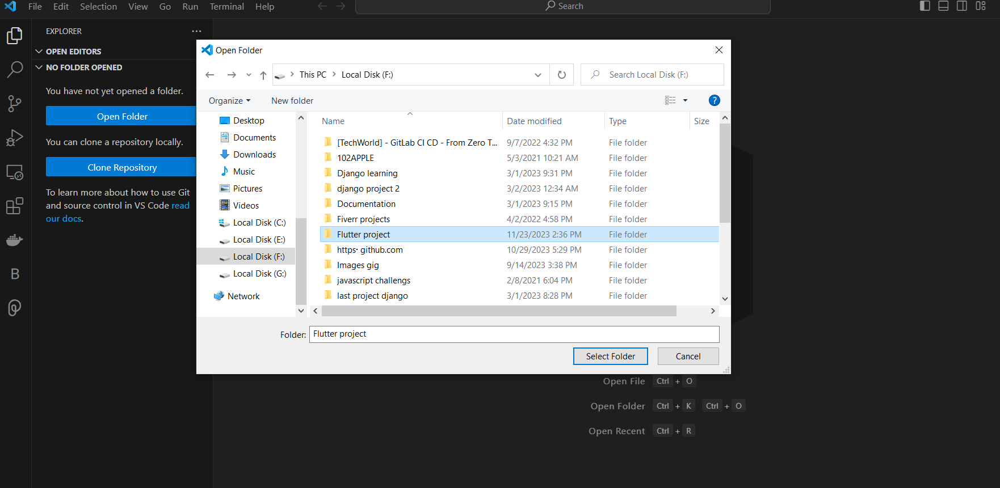 File Edit Selection View Go Run Terminal Help
Search
EXPLORER
OPEN EDITORS
NO FOLDER OPENED
You have not yet opened a folder.
Open Folder
You can clone a repository locally.
Clone Repository
To learn more about how to use Git
and source control in VS Code read
our docs.
B
Open Folder
This PC Local Disk (F:)
Search Local Disk (F:)
Organize New folder
?
Desktop
Documents
Downloads
Music
Pictures
Videos
Local Disk (C:)
Local Disk (E:)
Local Disk (F:)
Local Disk (G:)
Network
Name Date modified Type Size
[TechWorld] - GitLab CI CD - From Zero T... 9/7/2022 4:32 PM File folder
102APPLE 5/3/2021 10:21 AM File folder
Django learning 3/1/2023 9:31 PM File folder
django project 2 3/2/2023 12:34 AM File folder
Documentation 3/1/2023 9:15 PM File folder
Fiverr projects 4/2/2022 4:58 PM File folder
Flutter project 11/23/2023 2:36 PM File folder
https· github.com 10/29/2023 5:29 PM File folder
Images gig 9/14/2023 3:38 PM File folder
javascript challengs 2/8/2021 6:04 PM File folder
last project django 3/1/2023 8:28 PM File folder
Folder: Flutter project
Select Folder Cancel
Open File Ctrl + O
Open Folder Ctrl + K Ctrl + O
Open Recent Ctrl + R